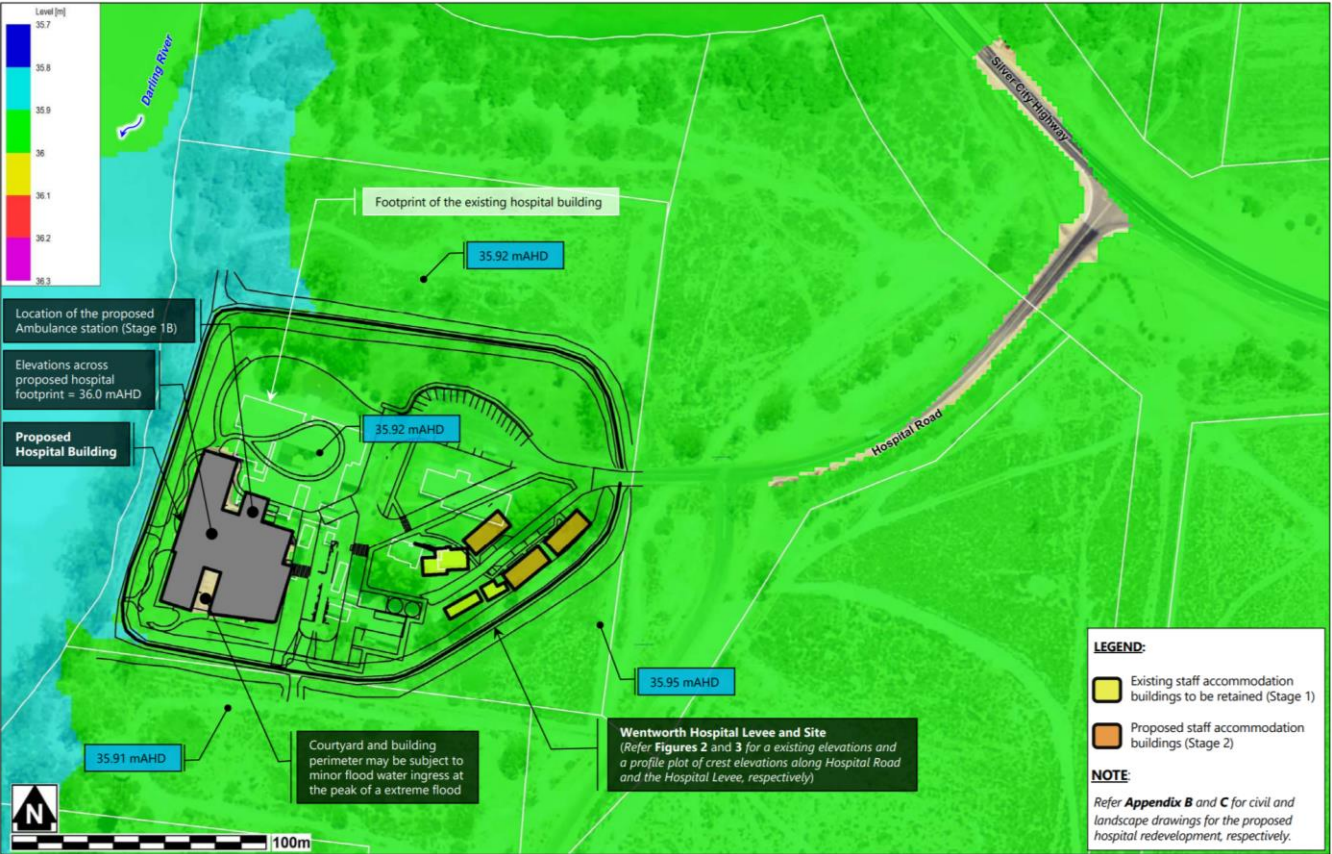 Level [m]
35.7
35.8
35.9
36
36.1
36.2
36.3
Darling River
Silver City Highway
Footprint of the existing hospital building
35.92 mAHD
Location of the proposed
Ambulance station (Stage 1B)
Elevations across
proposed hospital
footprint = 36.0 mAHD
Proposed
Hospital Building
35.92 mAHD
Hospital Road
35.95 mAHD
35.91 mAHD
Courtyard and building
perimeter may be subject to
minor flood water ingress at
the peak of a extreme flood
Wentworth Hospital Levee and Site
(Refer Figures 2 and 3 for a existing elevations and
a profile plot of crest elevations along Hospital Road
and the Hospital Levee, respectively)
LEGEND:
Existing staff accommodation
buildings to be retained (Stage 1)
Proposed staff accommodation
buildings (Stage 2)
NOTE:
Refer Appendix B and C for civil and
landscape drawings for the proposed
hospital redevelopment, respectively.
N
100m